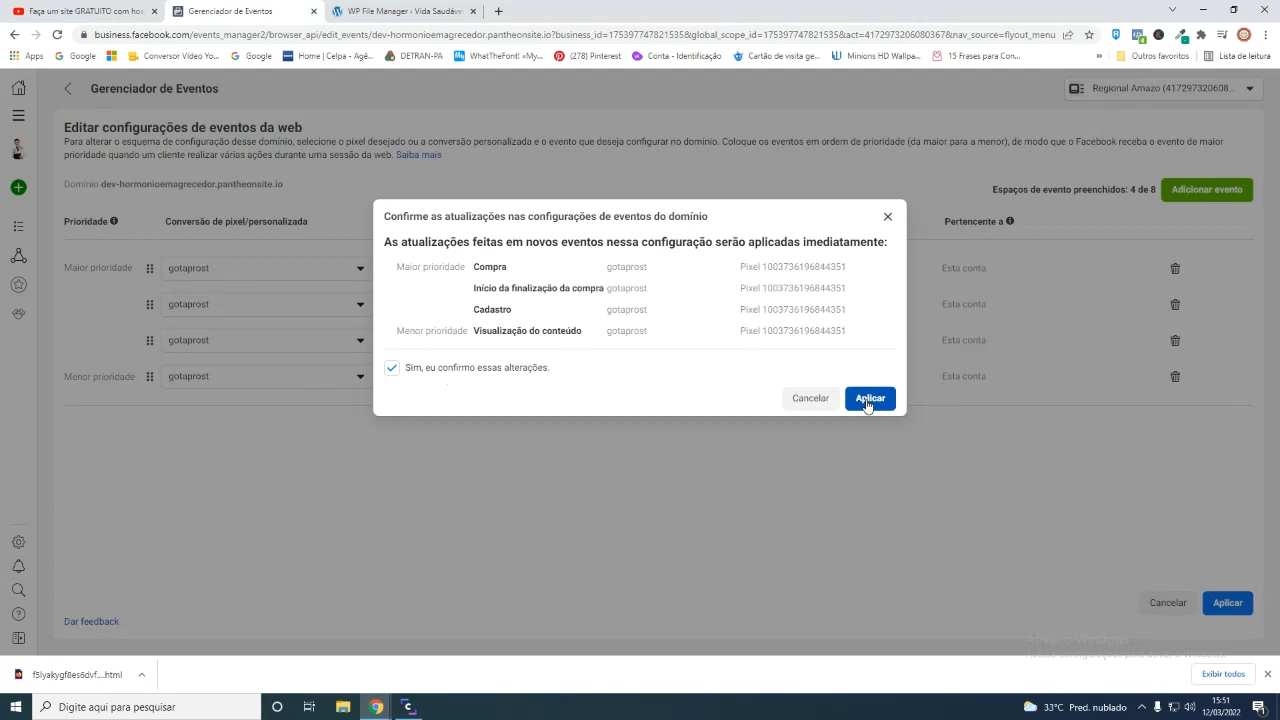 Faça um site GRATUITO com hos
Gerenciador de Eventos
WP File Manager ‹ Vida Saudáve
business.facebook.com/events_manager2/browser_api/edit_events/dev-hormonioemagrecedor.pantheonsite.io?business_id=175397747821535&global_scope_id=175397747821535&act=4172973206080367&nav_source=flyout_menu
Apps
Google
Conversor Vídeo Yo...
Google
Home | Celpa - Agê...
DETRAN-PA
WhatTheFont! «My...
(278) Pinterest
Conta - Identificação
Cartão de visita ge...
Minions HD Wallpa...
15 Frases para Con...
»
Outros favoritos
Lista de leitura
Gerenciador de Eventos
Regional Amazo (417297320608...
Editar configurações de eventos da web
Para alterar o esquema de configuração desse domínio, selecione o pixel desejado ou a conversão personalizada e o evento que deseja configurar no domínio. Coloque os eventos em ordem de prioridade (da maior para a menor), de modo que o Facebook receba o evento de maior
prioridade quando um cliente realizar várias ações durante uma sessão da web. Saiba mais
Domínio dev-hormonioemagrecedor.pantheonsite.io
Espaços de evento preenchidos: 4 de 8
Adicionar evento
Prioridade
Conversão de pixel/personalizada
Pertencente a
Maior prioridade
gotaprost
Esta conta
gotaprost
Esta conta
gotaprost
Esta conta
Menor prioridade
gotaprost
Esta conta
Confirme as atualizações nas configurações de eventos do domínio
As atualizações feitas em novos eventos nessa configuração serão aplicadas imediatamente:
Maior prioridade Compra gotaprost Pixel 1003736196844351
Início da finalização da compra gotaprost Pixel 1003736196844351
Cadastro gotaprost Pixel 1003736196844351
Menor prioridade Visualização do conteúdo gotaprost Pixel 1003736196844351
Sim, eu confirmo essas alterações.
Cancelar
Aplicar
Cancelar
Aplicar
Dar feedback
f5lyakygf8es6dvf....html
Exibir todos
Digite aqui para pesquisar
33°C Pred. nublado
15:51
12/03/2022